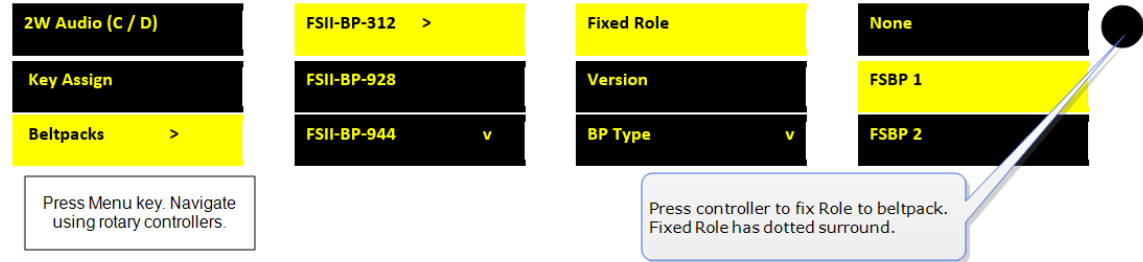 2W Audio (C / D)
Key Assign
Beltpacks >
FSII-BP-312 >
FSII-BP-928
FSII-BP-944 v
Fixed Role
Version
BP Type v
None
FSBP 1
FSBP 2
Press Menu key. Navigate
using rotary controllers.
Press controller to fix Role to beltpack.
Fixed Role has dotted surround.